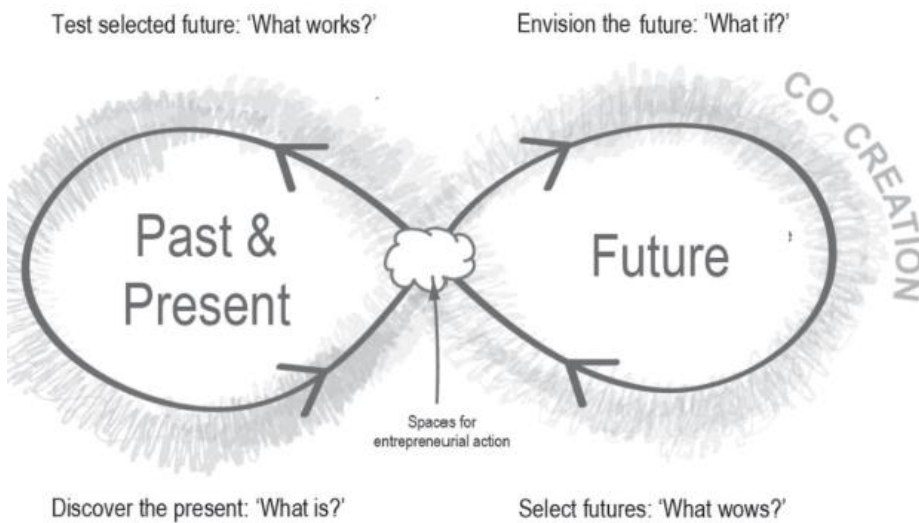 Test selected future: 'What works?'
Envision the future: 'What if?'
CO- CREATION
Past &
Present
Future
Spaces for
entrepreneurial action
Discover the present: 'What is?'
Select futures: 'What wows?'